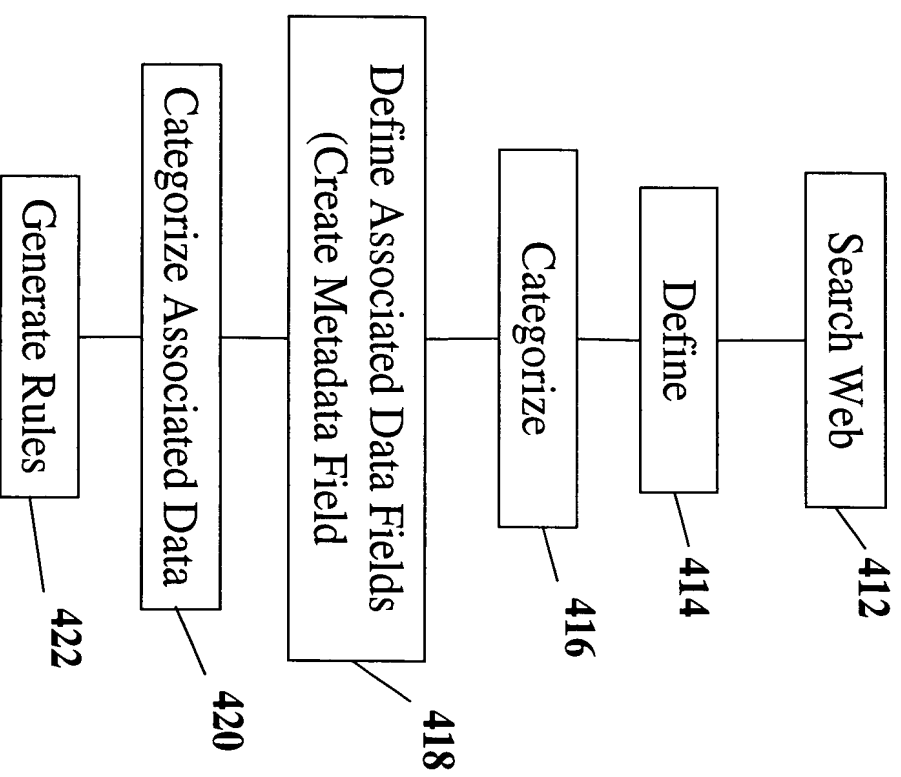 Search Web
412
Define
414
Categorize
416
Define Associated Data Fields
(Create Metadata Field
418
Categorize Associated Data
420
Generate Rules
422